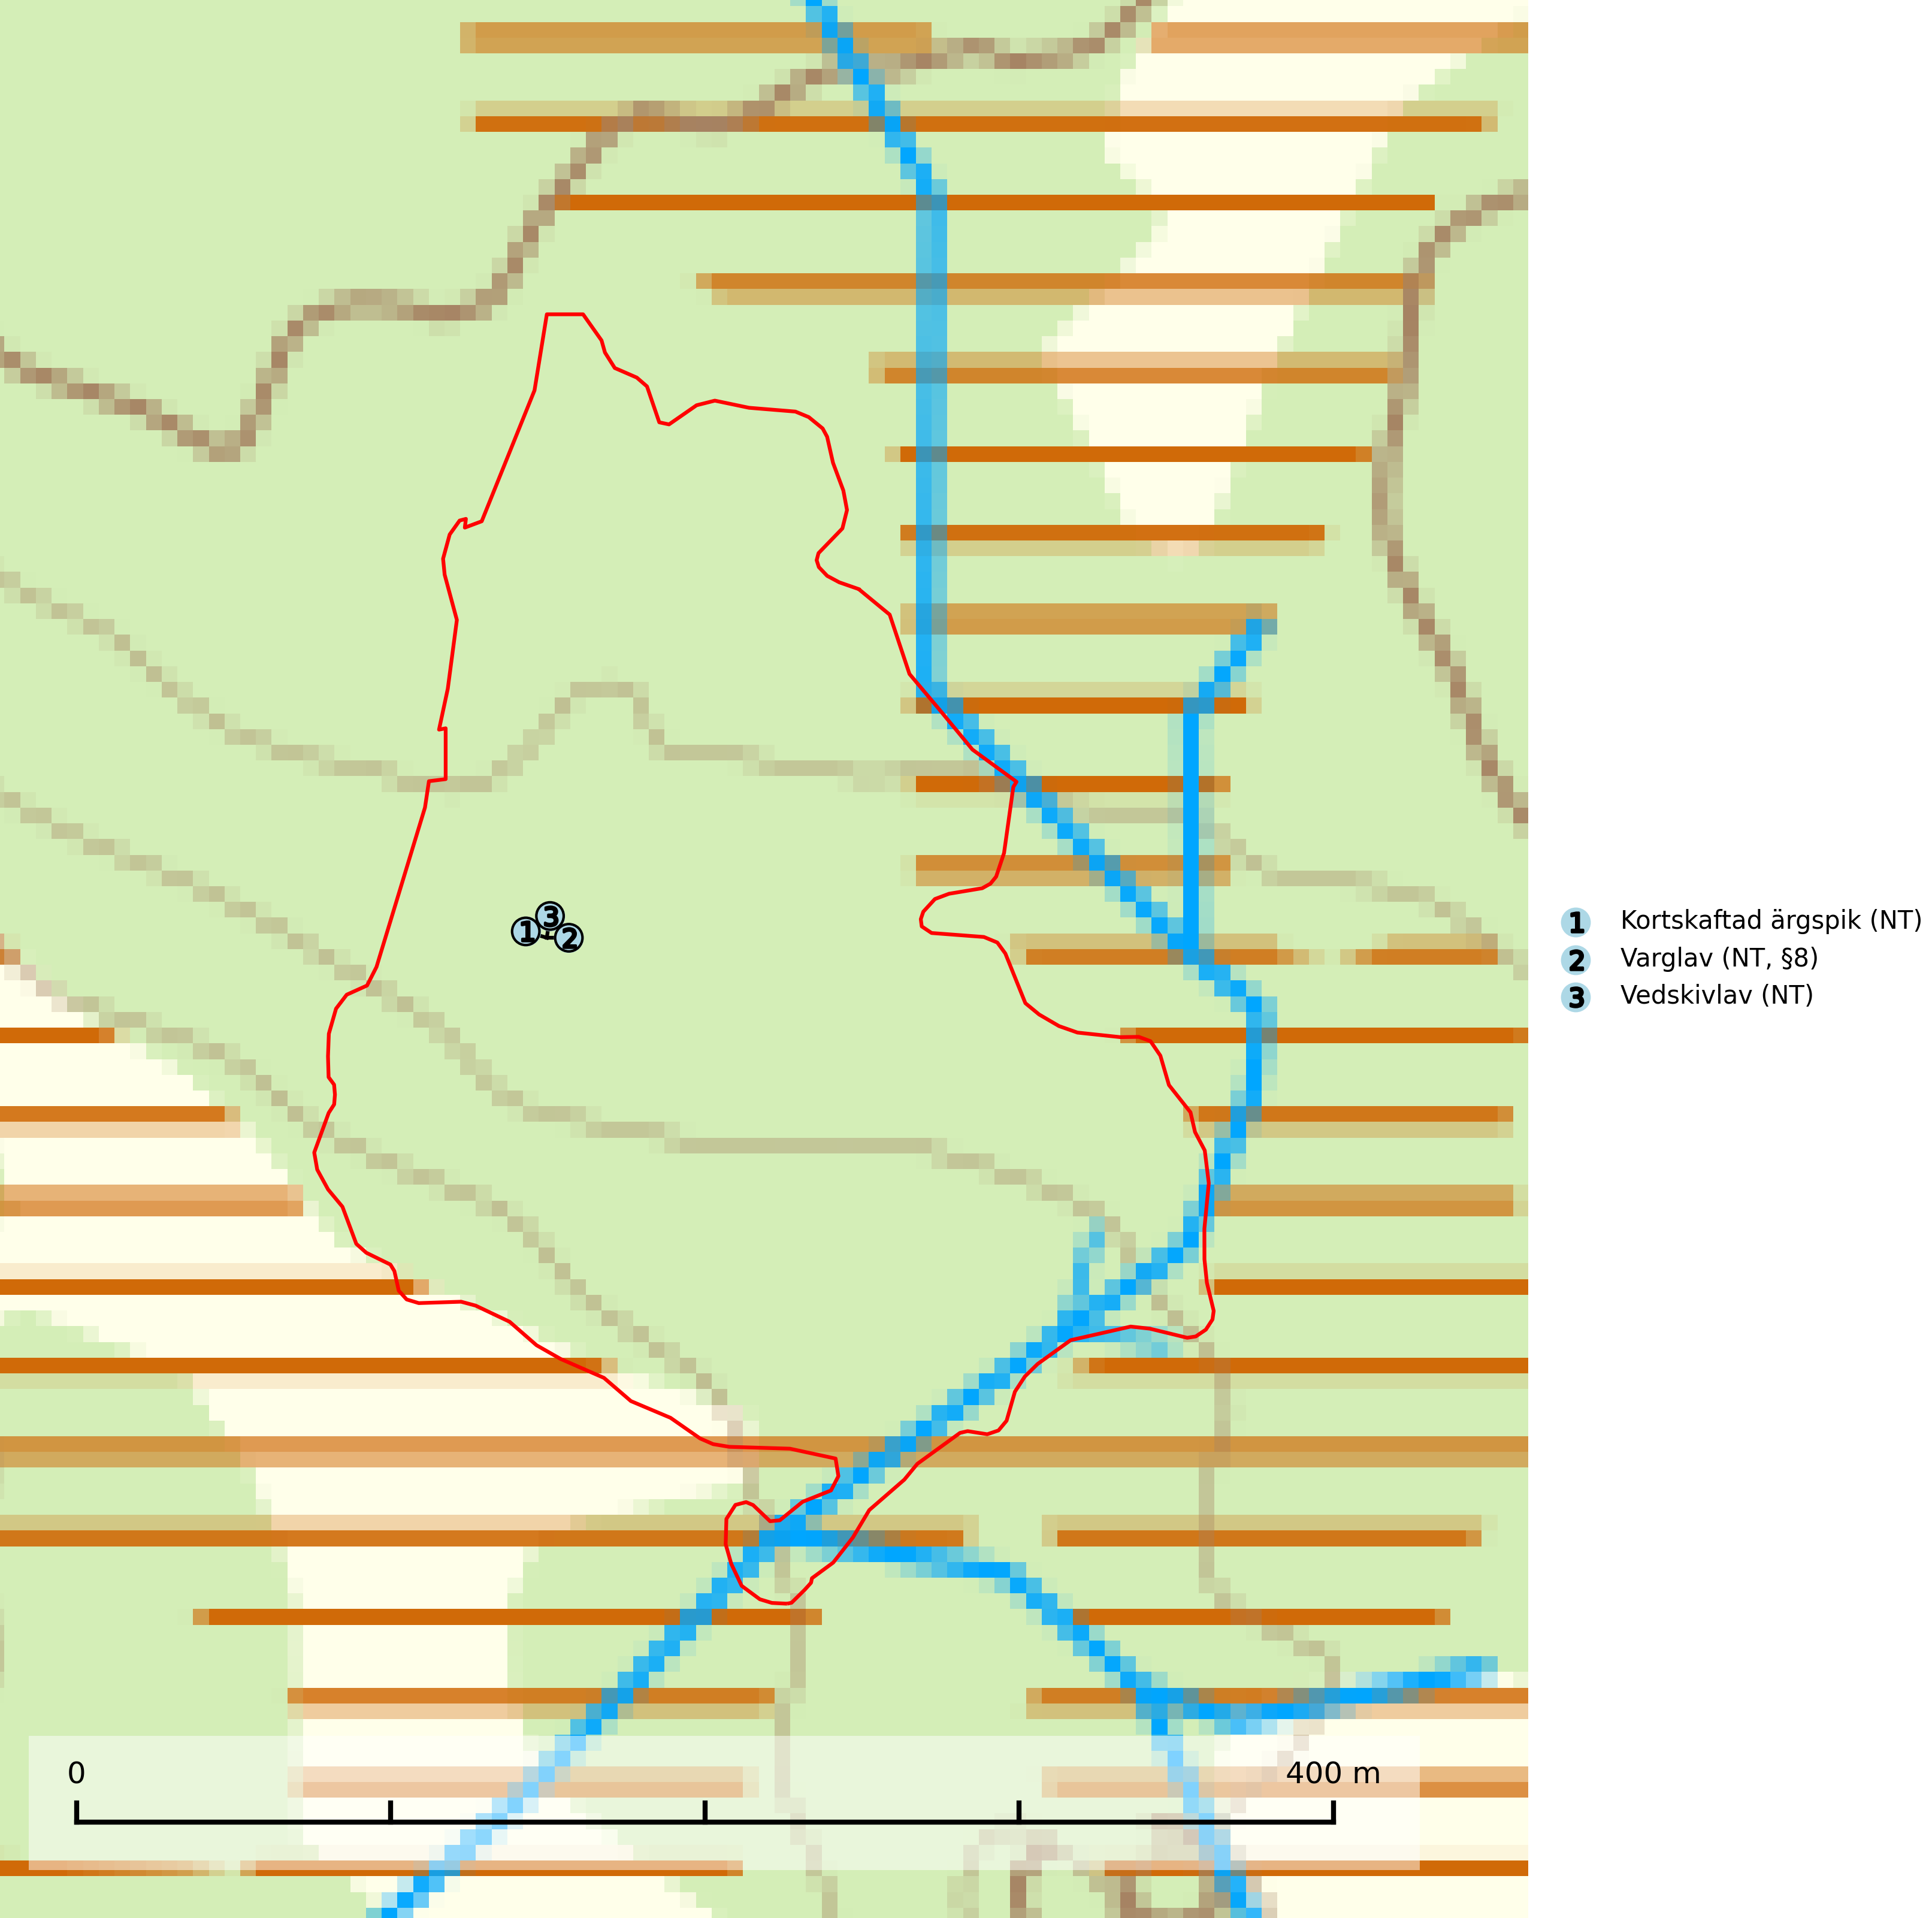 3
1
2
1 Kortskaftad ärgspik (NT)
2 Varglav (NT, §8)
3 Vedskivlav (NT)
0 400 m